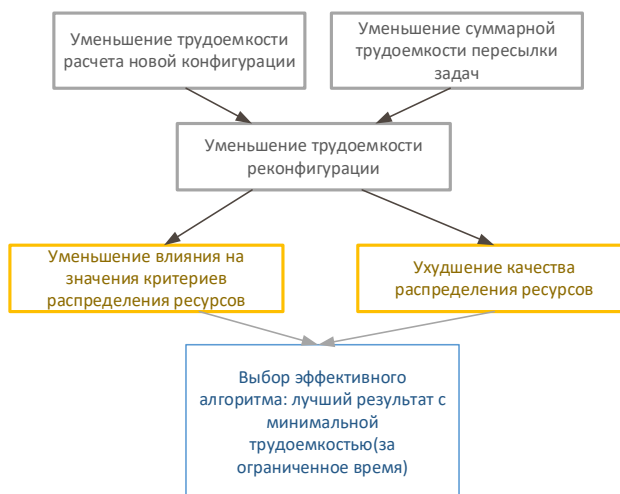 Уменьшение трудоемкости
расчета новой конфигурации
Уменьшение суммарной
трудоемкости пересылки
задач
Уменьшение трудоемкости
реконфигурации
Уменьшение влияния на
значения критериев
распределения ресурсов
Ухудшение качества
распределения ресурсов
Выбор эффективного
алгоритма: лучший результат с
минимальной
трудоемкостью(за
ограниченное время)